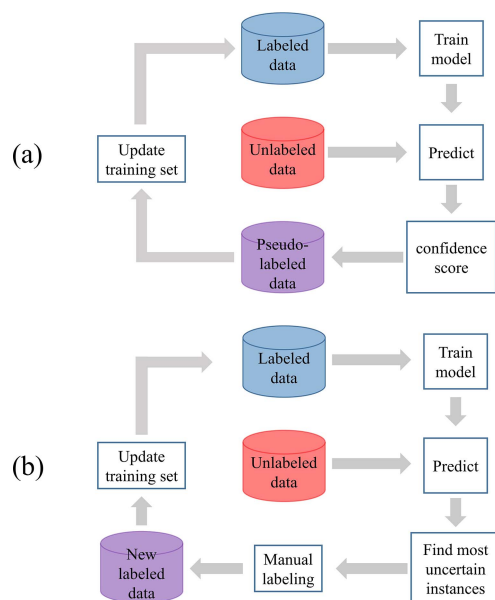 Labeled
data
Train
model
(a)
Update
training set
Unlabeled
data
Predict
Pseudo-
labeled
data
confidence
score
Labeled
data
Train
model
(b)
Update
training set
Unlabeled
data
Predict
New
labeled
data
Manual
labeling
Find most
uncertain
instances